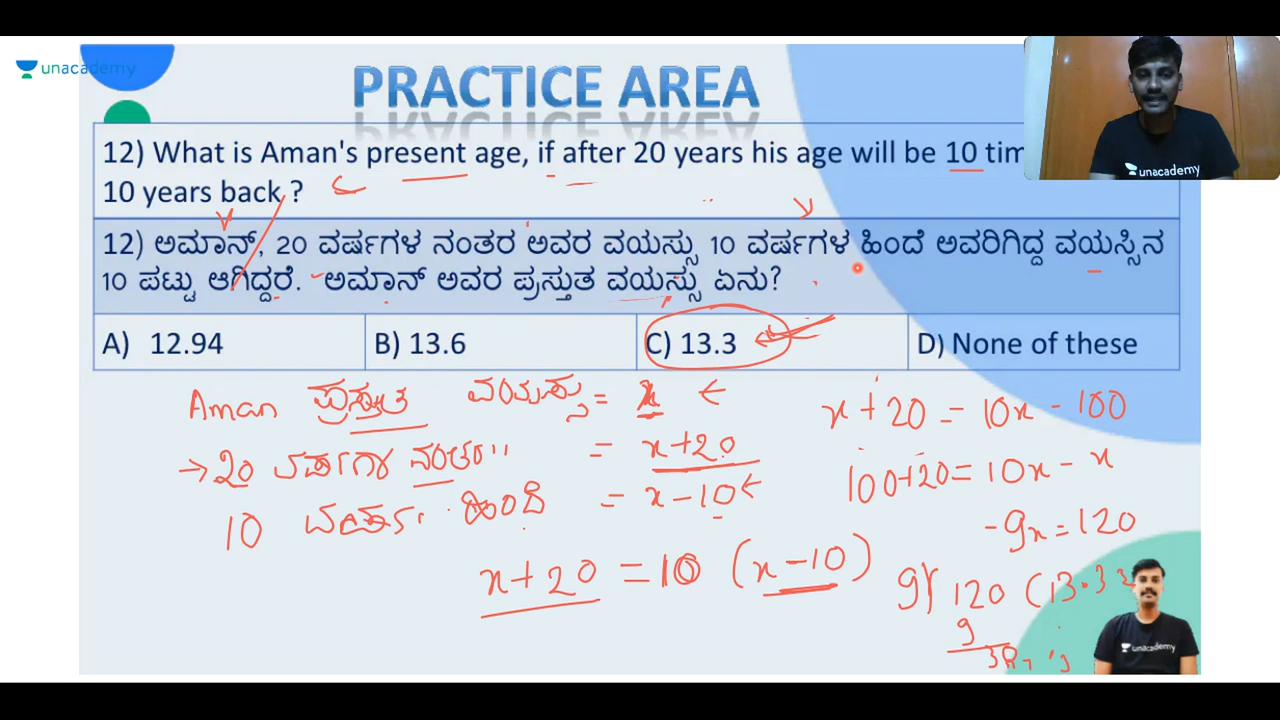 unacademy
PRACTICE AREA
12) What is Aman's present age, if after 20 years his age will be 10
10 years back ?
unacademy
12) ಅಮಾನ್, 20 ವರ್ಷಗಳ ನಂತರ ಅವರ ವಯಸ್ಸು 10 ವರ್ಷಗಳ ಹಿಂದೆ ಅವರಿಗಿದ್ದ ವಯಸ್ಸಿನ
10 ಪಟ್ಟು ಆಗಿದ್ದರೆ. ಅಮಾನ್ ಅವರ ಪ್ರಸ್ತುತ ವಯಸ್ಸು ಏನು?
A) 12.94 B) 13.6 C) 13.3 D) None of these
Aman ಪ್ರಸ್ತುತ ವಯಸ್ಸು = x ←
→ 20 ನಂತರ " = x+20
10 ವರ್ಷ ಹಿಂದೆ = x-10 ←
x+20 = 10 (x-10)
x+20 = 10x - 100
100+20 = 10x - x
-9x = 120
9) 120 (13.33
9
unacademy